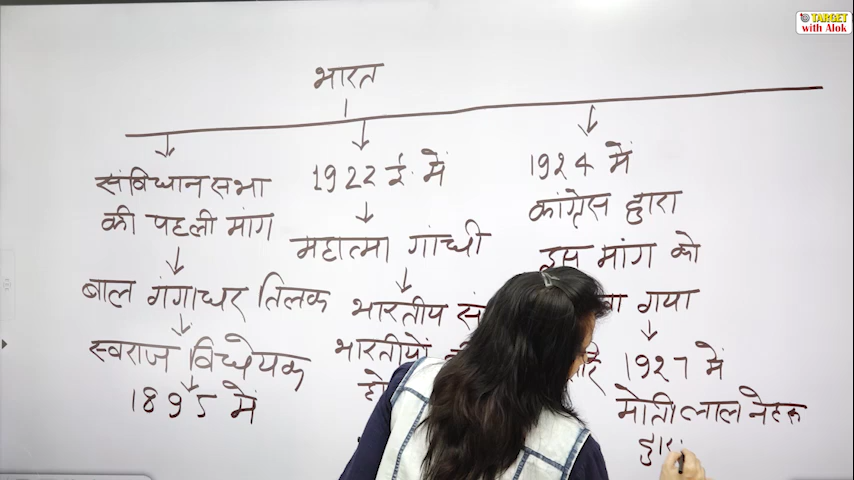 TARGET
with Alok
भारत
संविधान सभा
की पहली मांग
बाल गंगाधर तिलक
स्वराज विधेयक
1895 में
1922 ई. में
महात्मा गांधी
भारतीय
भारतीयों
1924 में
कांग्रेस द्वारा
इस मांग को
गया
1927 में
मोतीलाल नेहरू